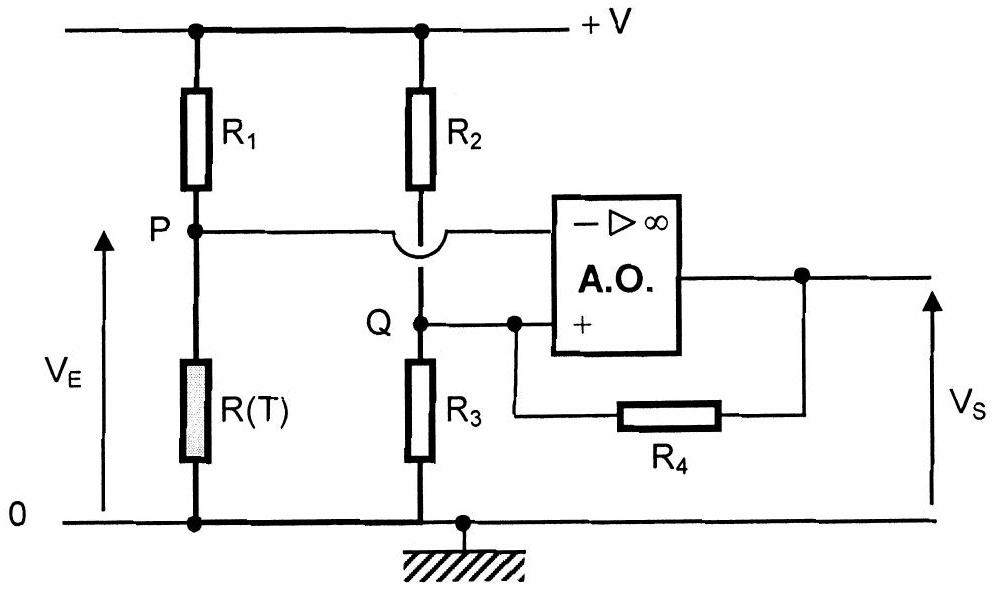 + V
R1 R2
P
− ▷ ∞
A.O.
Q
+
VE
R(T) R3
VS
R4
0